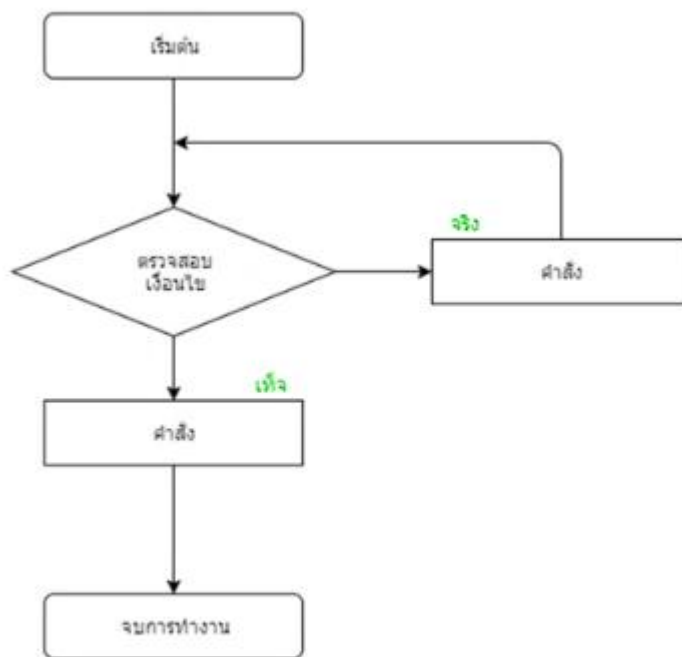 เริ่มต้น
จริง
ตรวจสอบ
เงื่อนไข
คำสั่ง
เท็จ
คำสั่ง
จบการทำงาน